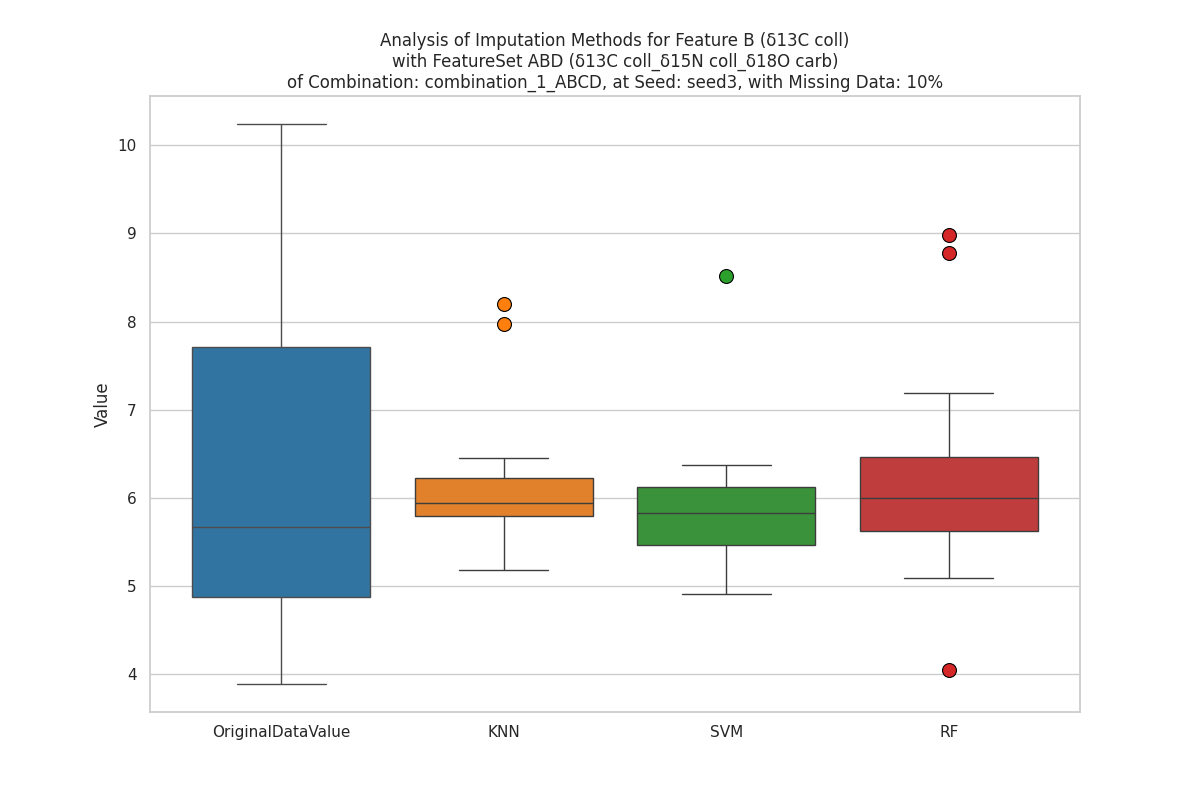 Analysis of Imputation Methods for Feature B (δ13C coll)
with FeatureSet ABD (δ13C coll_δ15N coll_δ18O carb)
of Combination: combination_1_ABCD, at Seed: seed3, with Missing Data: 10%
10
9
8
7
6
5
4
Value
OriginalDataValue
KNN
SVM
RF